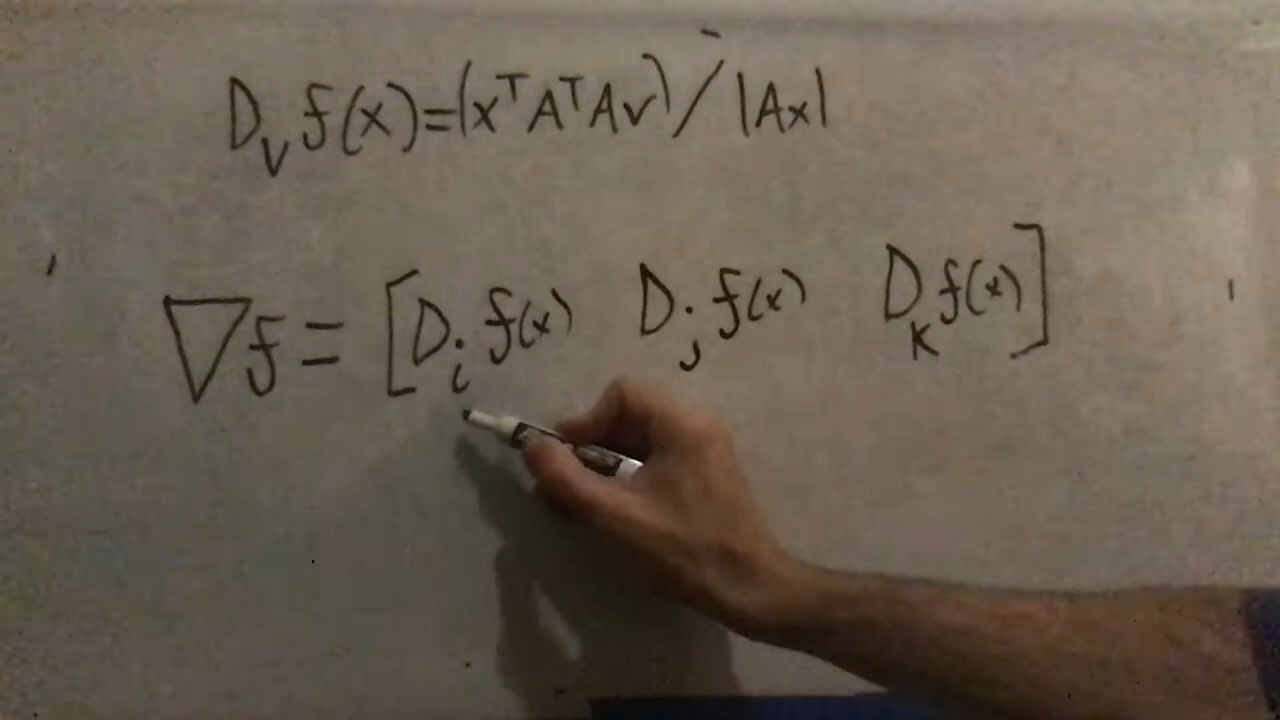 D_v f(x)=(x^T A^T A v)/|Ax|
∇f = [D_i f(x) D_j f(x) D_k f(x)]